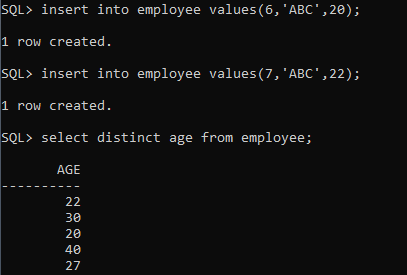 SQL> insert into employee values(6,'ABC',20);
1 row created.
SQL> insert into employee values(7,'ABC',22);
1 row created.
SQL> select distinct age from employee;
AGE
----------
22
30
20
40
27